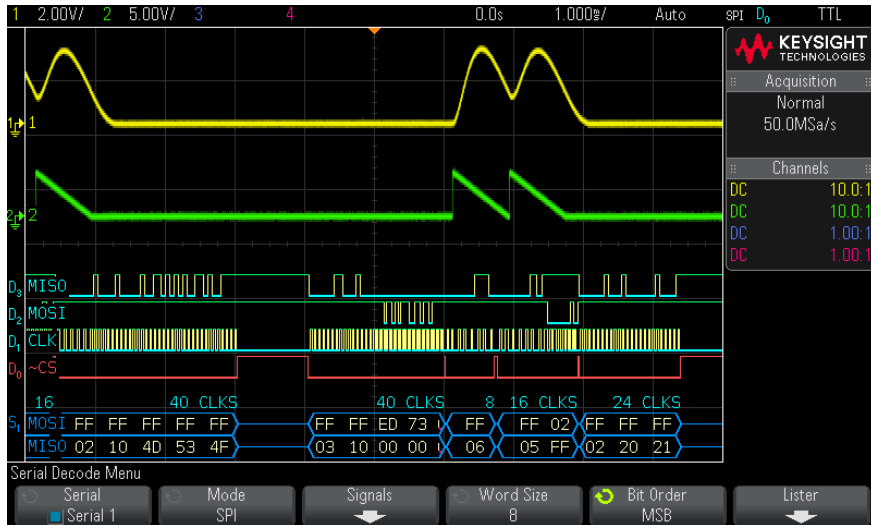 1 2.00V/ 2 5.00V/ 3 4 0.0s 1.000s/ Auto SPI D0 TTL
KEYSIGHT
TECHNOLOGIES
Acquisition
Normal
50.0MSa/s
Channels
DC 10.0:1
DC 10.0:1
DC 1.00:1
DC 1.00:1
1 1
2 2
D3 MISO
D2 MOSI
D1 CLK
D0 ~CS
16 40 CLKS 40 CLKS 8 16 CLKS 24 CLKS
S1 MOSI FF FF FF FF FF FF FF ED 73 FF FF 02 FF FF FF
MISO 02 10 4D 53 4F 03 10 00 00 06 05 FF 02 20 21
Serial Decode Menu
Serial Mode Signals Word Size Bit Order Lister
Serial 1 SPI 8 MSB